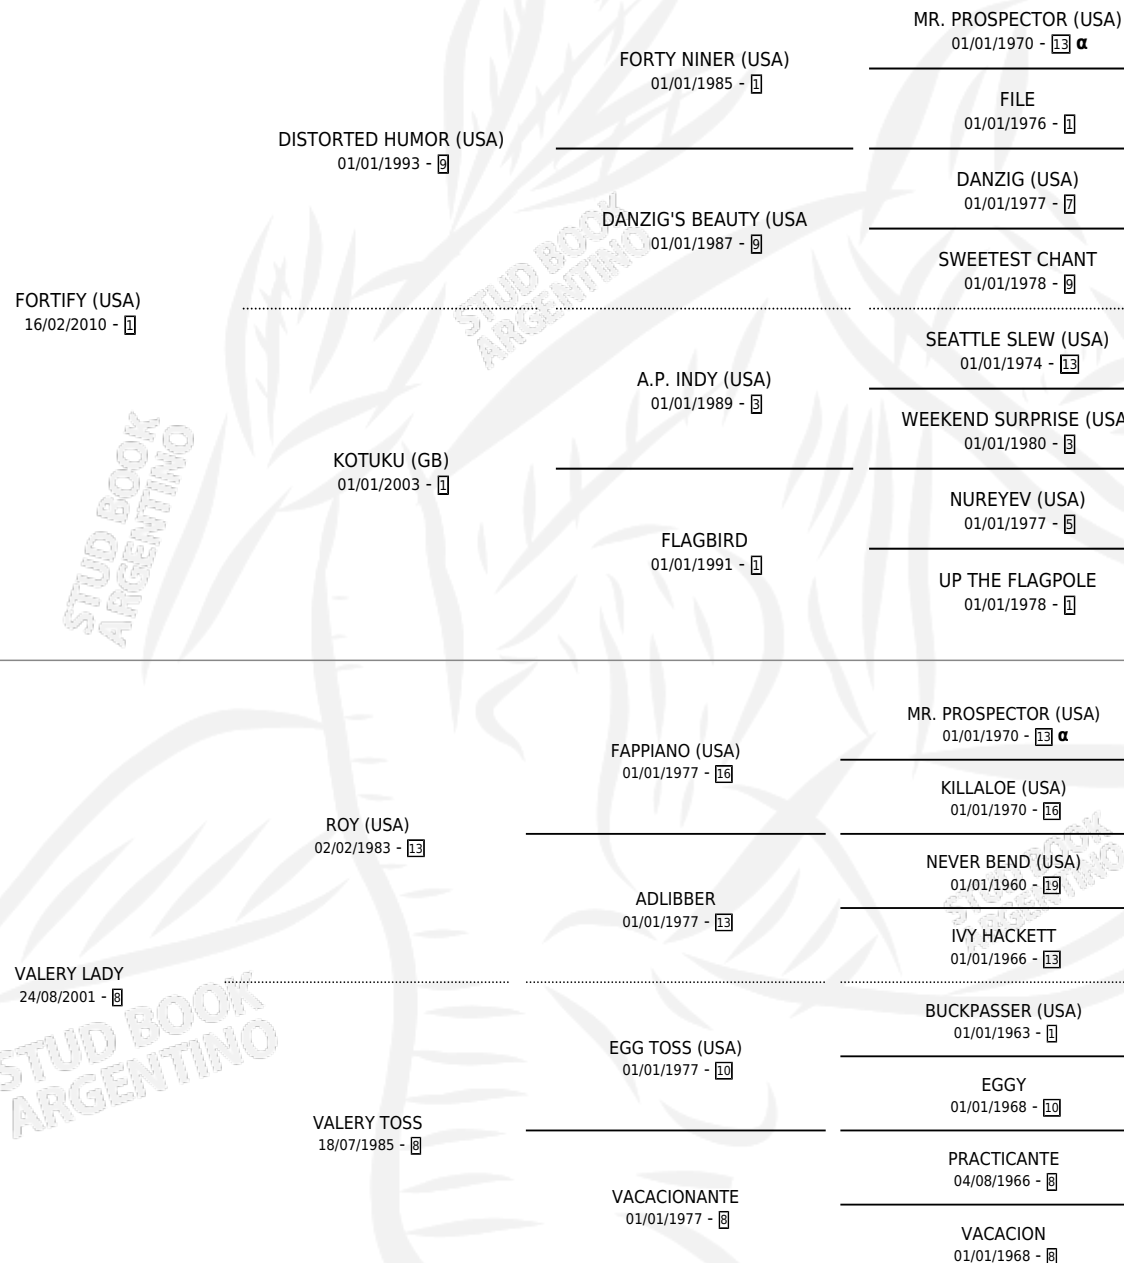 MR. PROSPECTOR (USA)
01/01/1970 - 13 α
FORTY NINER (USA)
01/01/1985 - 1
FILE
01/01/1976 - 1
DISTORTED HUMOR (USA)
01/01/1993 - 9
DANZIG (USA)
01/01/1977 - 7
DANZIG'S BEAUTY (USA
01/01/1987 - 9
SWEETEST CHANT
01/01/1978 - 9
FORTIFY (USA)
16/02/2010 - 1
SEATTLE SLEW (USA)
01/01/1974 - 13
A.P. INDY (USA)
01/01/1989 - 3
WEEKEND SURPRISE (USA
01/01/1980 - 3
KOTUKU (GB)
01/01/2003 - 1
NUREYEV (USA)
01/01/1977 - 5
FLAGBIRD
01/01/1991 - 1
UP THE FLAGPOLE
01/01/1978 - 1
STUD BOOK
ARGENTINO
STUD BOOK
ARGENTINO
MR. PROSPECTOR (USA)
01/01/1970 - 13 α
FAPPIANO (USA)
01/01/1977 - 16
KILLALOE (USA)
01/01/1970 - 16
ROY (USA)
02/02/1983 - 13
NEVER BEND (USA)
01/01/1960 - 19
ADLIBBER
01/01/1977 - 13
IVY HACKETT
01/01/1966 - 13
VALERY LADY
24/08/2001 - 8
BUCKPASSER (USA)
01/01/1963 - 1
EGG TOSS (USA)
01/01/1977 - 10
EGGY
01/01/1968 - 10
VALERY TOSS
18/07/1985 - 8
PRACTICANTE
04/08/1966 - 8
VACACIONANTE
01/01/1977 - 8
VACACION
01/01/1968 - 8
STUD BOOK
ARGENTINO
STUD BOOK
ARGENTINO